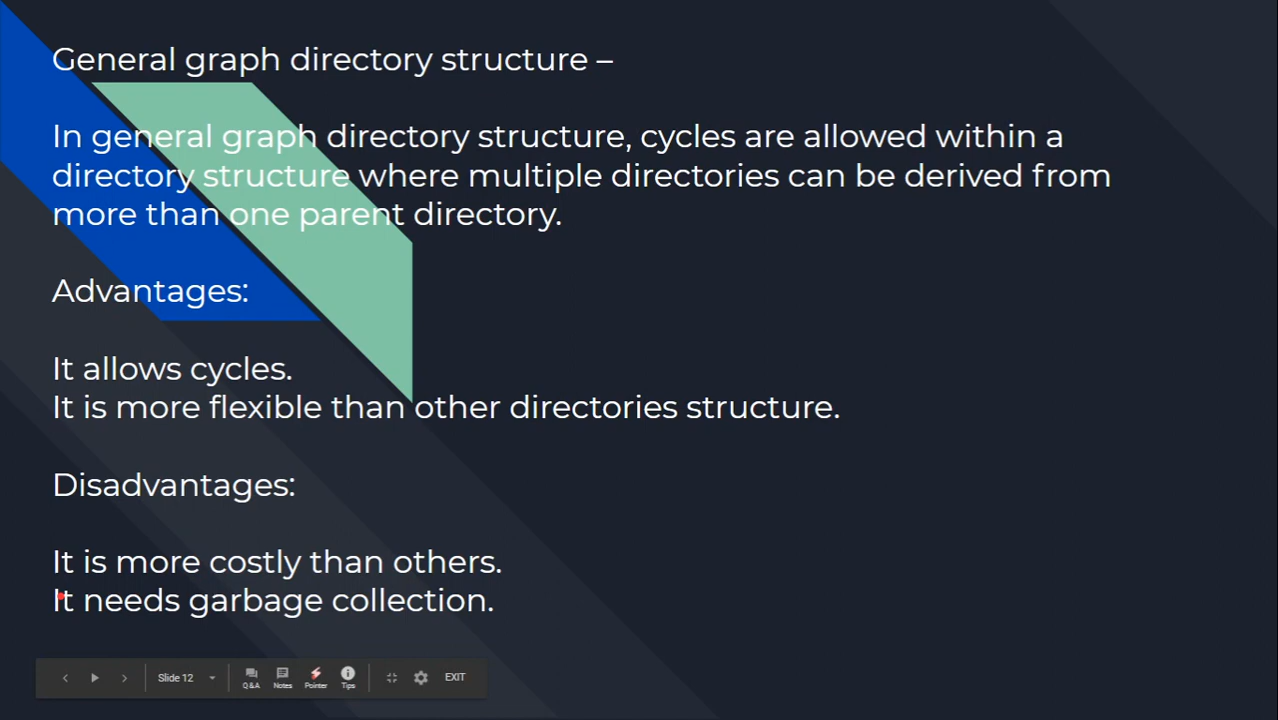 General graph directory structure –
In general graph directory structure, cycles are allowed within a
directory structure where multiple directories can be derived from
more than one parent directory.
Advantages:
It allows cycles.
It is more flexible than other directories structure.
Disadvantages:
It is more costly than others.
It needs garbage collection.
Slide 12
Q&A Notes Pointer Tips EXIT